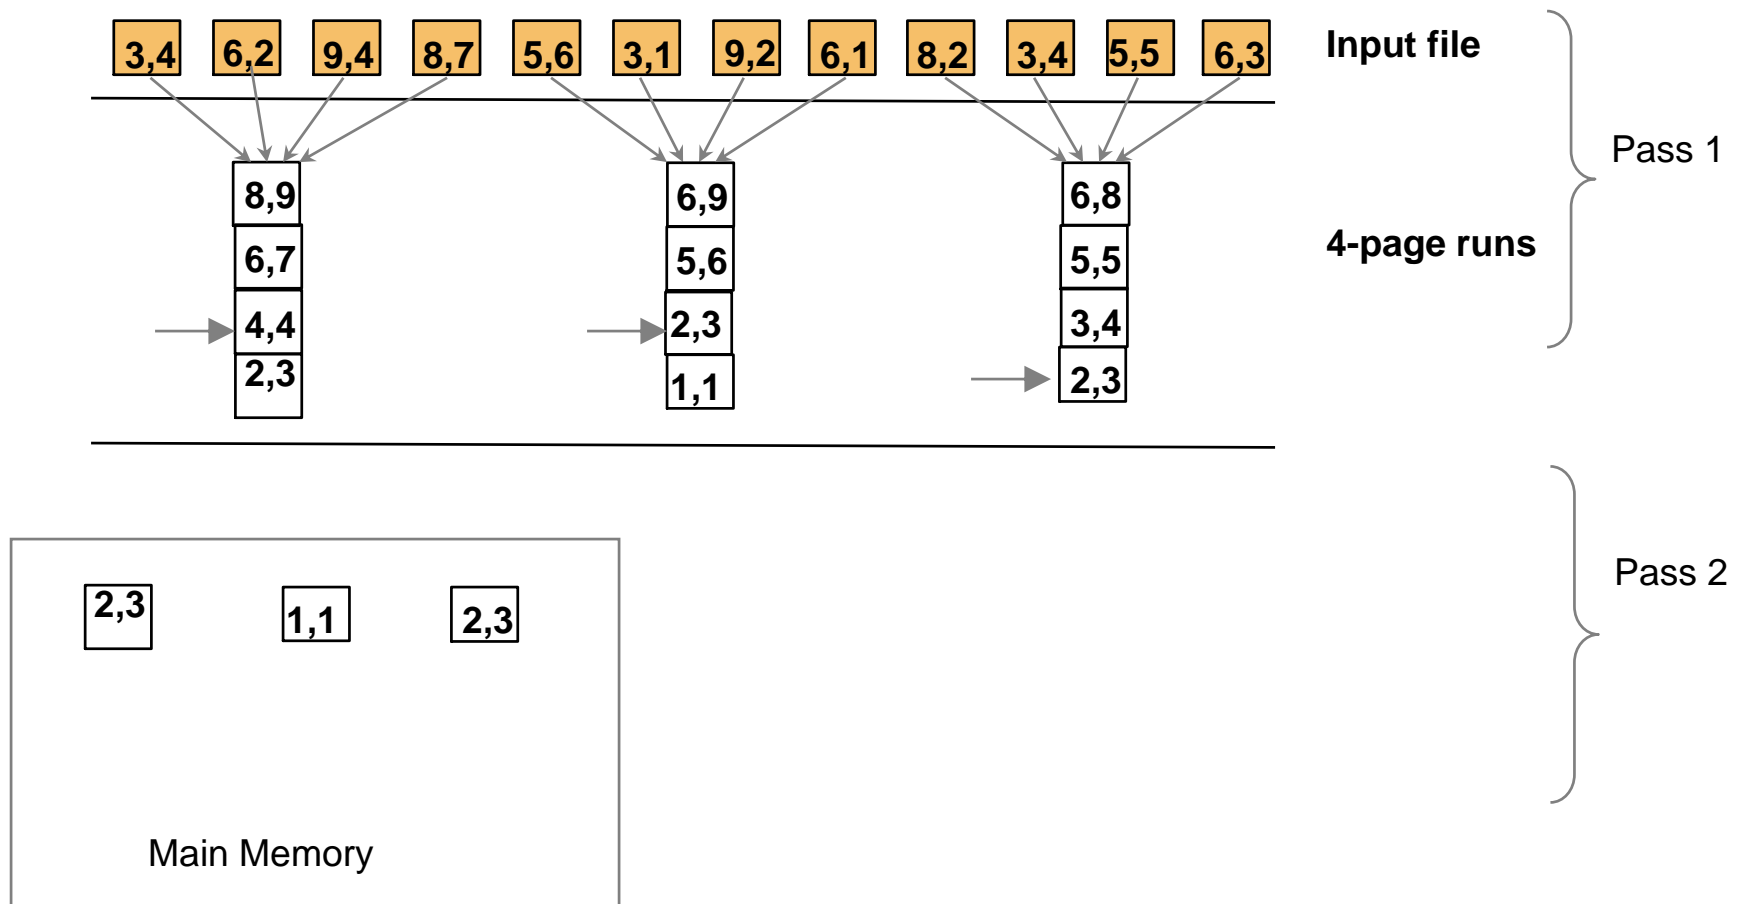 3,4 6,2 9,4 8,7 5,6 3,1 9,2 6,1 8,2 3,4 5,5 6,3 Input file
Pass 1
8,9 6,9 6,8
6,7 5,6 5,5 4-page runs
4,4 2,3 3,4
2,3 1,1 2,3
Pass 2
2,3 1,1 2,3
Main Memory